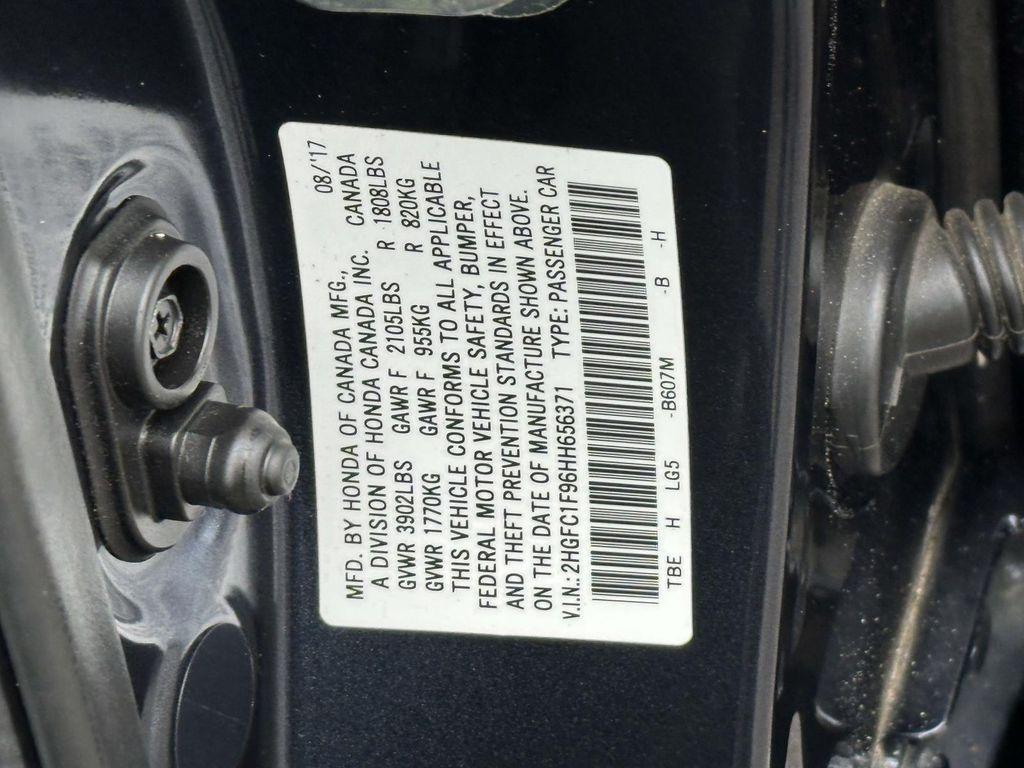 MFD. BY HONDA OF CANADA MFG., 08/'17
A DIVISION OF HONDA CANADA INC. CANADA
GVWR 3902LBS GAWR F 2105LBS R 1808LBS
GVWR 1770KG GAWR F 955KG R 820KG
THIS VEHICLE CONFORMS TO ALL APPLICABLE
FEDERAL MOTOR VEHICLE SAFETY, BUMPER,
AND THEFT PREVENTION STANDARDS IN EFFECT
ON THE DATE OF MANUFACTURE SHOWN ABOVE.
V.I.N.: 2HGFC1F96HH656371 TYPE: PASSENGER CAR
TBE H LG5 -B607M -B -H